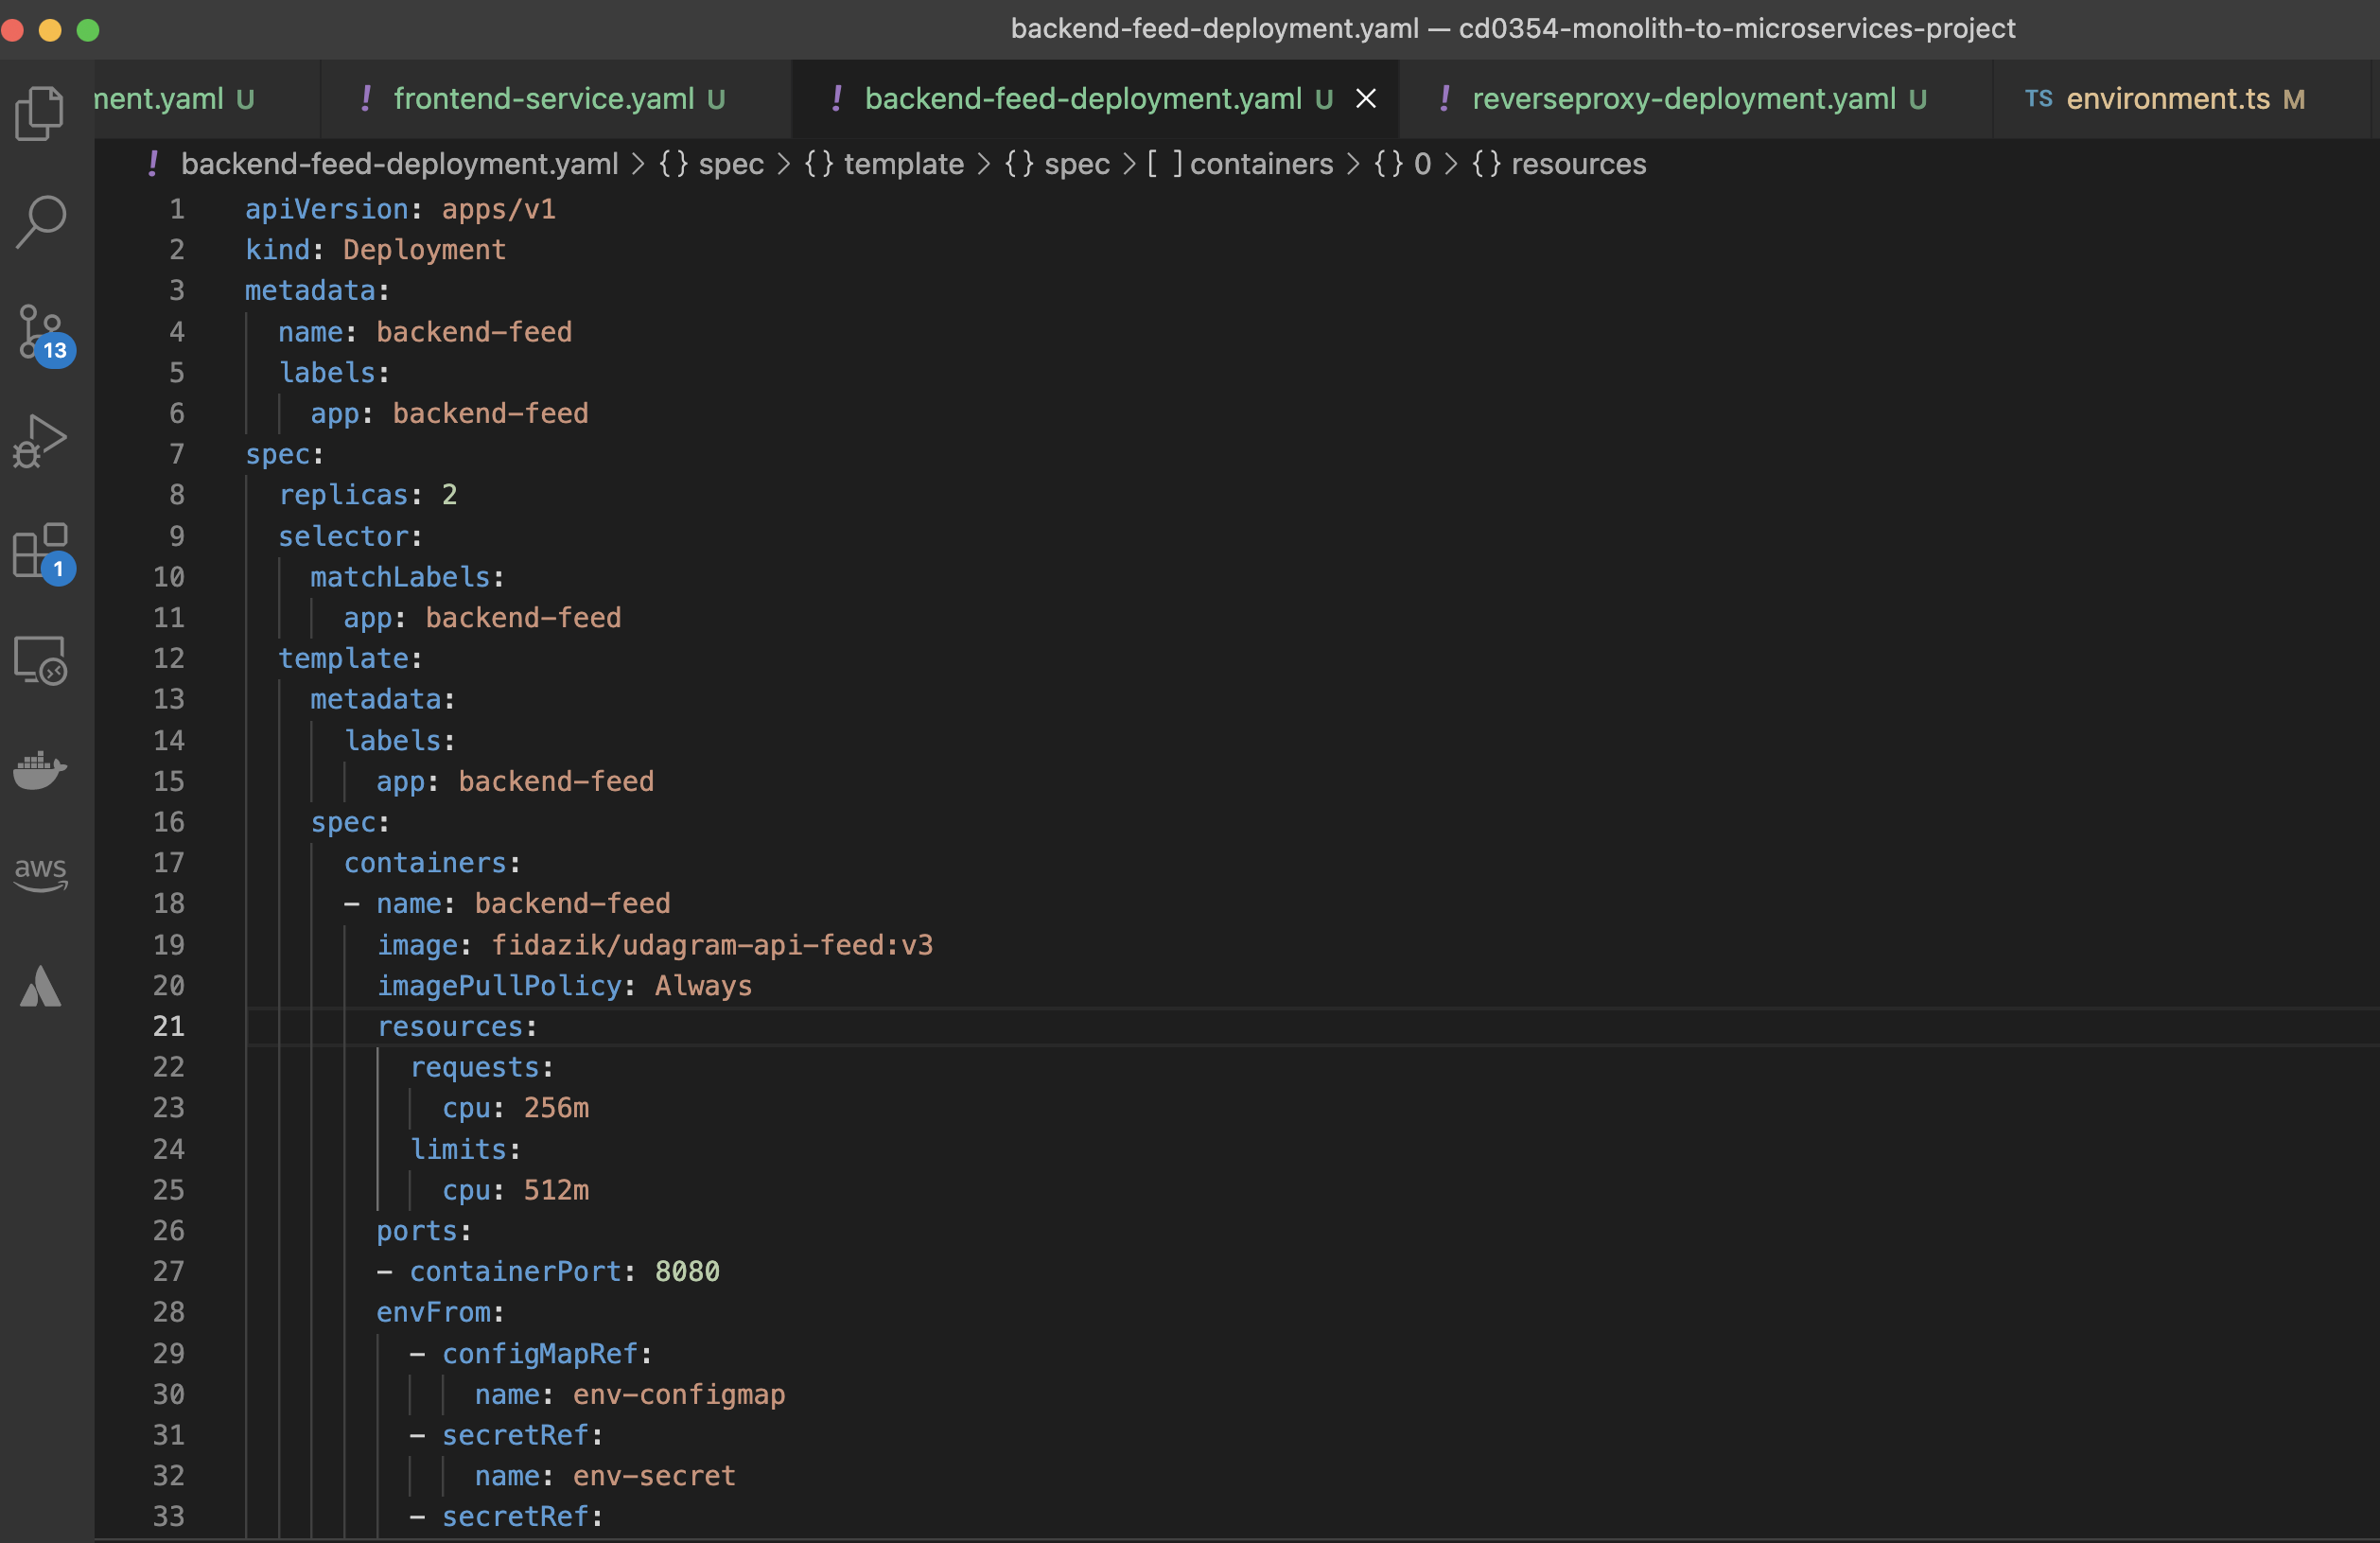 backend-feed-deployment.yaml — cd0354-monolith-to-microservices-project
ment.yaml U
! frontend-service.yaml U
! backend-feed-deployment.yaml U ×
! reverseproxy-deployment.yaml U
TS environment.ts M
! backend-feed-deployment.yaml > {} spec > {} template > {} spec > [ ] containers > {} 0 > {} resources
1 apiVersion: apps/v1
2 kind: Deployment
3 metadata:
4   name: backend-feed
5   labels:
6     app: backend-feed
7 spec:
8   replicas: 2
9   selector:
10     matchLabels:
11       app: backend-feed
12   template:
13     metadata:
14       labels:
15         app: backend-feed
16     spec:
17       containers:
18       - name: backend-feed
19         image: fidazik/udagram-api-feed:v3
20         imagePullPolicy: Always
21         resources:
22           requests:
23             cpu: 256m
24           limits:
25             cpu: 512m
26         ports:
27         - containerPort: 8080
28         envFrom:
29           - configMapRef:
30               name: env-configmap
31           - secretRef:
32               name: env-secret
33           - secretRef:
13
1
aws